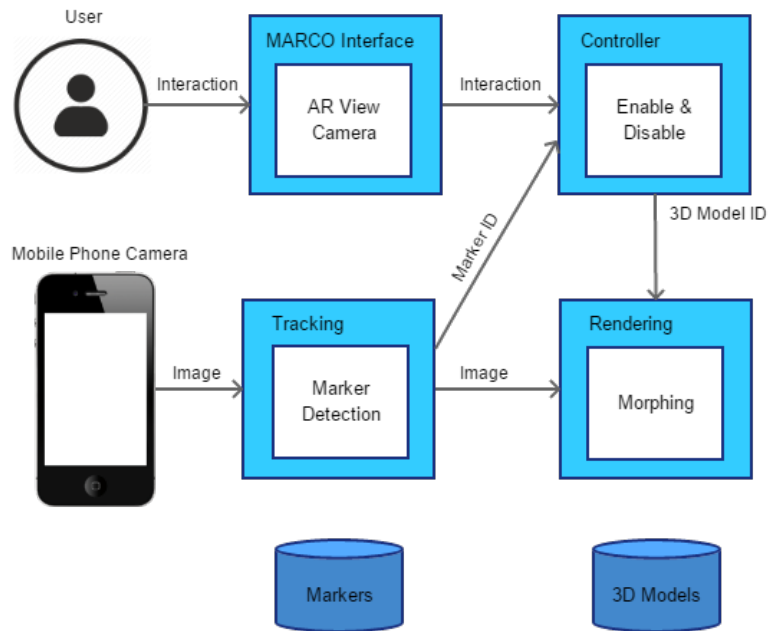 User
MARCO Interface
Controller
Interaction
AR View
Camera
Interaction
Enable &
Disable
3D Model ID
Marker ID
Mobile Phone Camera
Tracking
Rendering
Image
Marker
Detection
Image
Morphing
Markers
3D Models